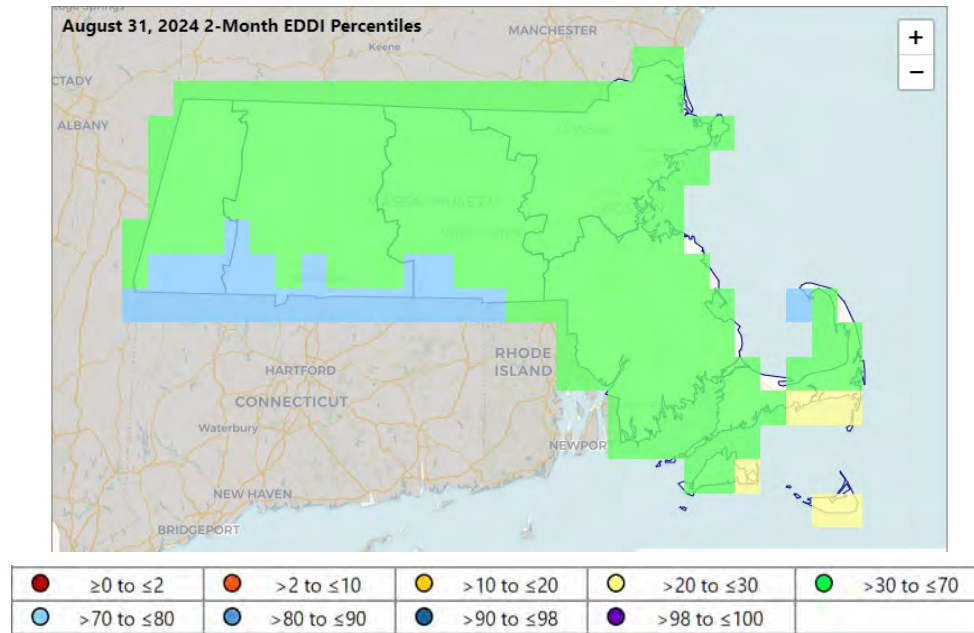 August 31, 2024 2-Month EDDI Percentiles
MANCHESTER
+
Keene
−
ALBANY
RHODE
ISLAND
HARTFORD
CONNECTICUT
Waterbury
NEWPOR
NEW HAVEN
BRIDGEPORT
≥0 to ≤2 >2 to ≤10 >10 to ≤20 >20 to ≤30 >30 to ≤70
>70 to ≤80 >80 to ≤90 >90 to ≤98 >98 to ≤100